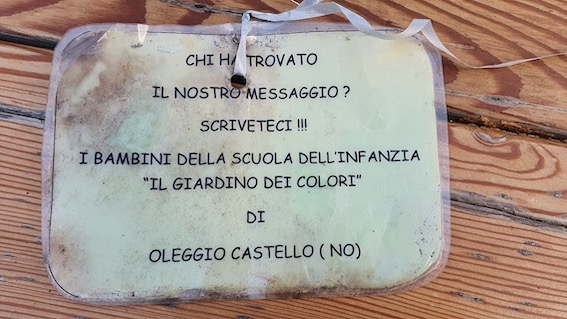 CHI HA TROVATO
IL NOSTRO MESSAGGIO ?
SCRIVETECI !!!
I BAMBINI DELLA SCUOLA DELL'INFANZIA
“IL GIARDINO DEI COLORI”
DI
OLEGGIO CASTELLO ( NO)